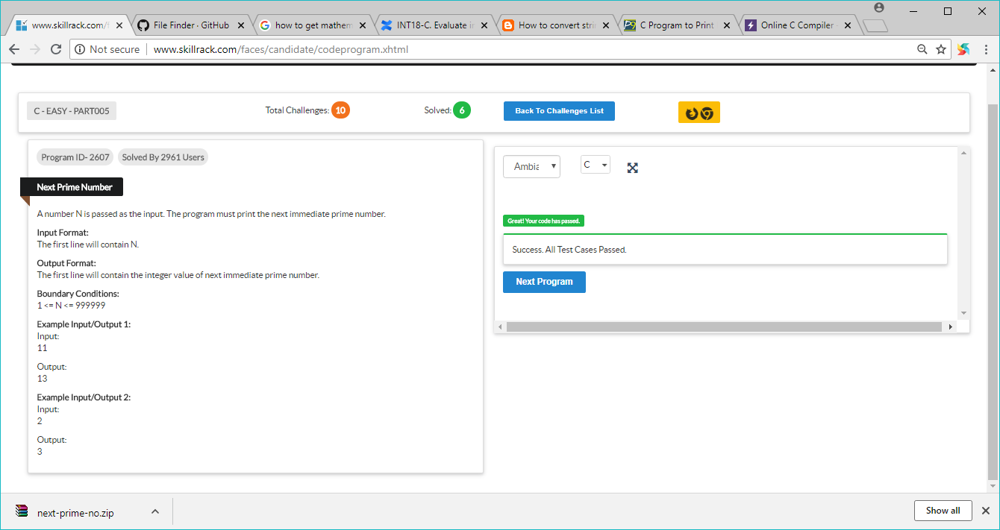 www.skillrack.com/f
File Finder · GitHub
how to get mathem
INT18-C. Evaluate in
How to convert stri
C Program to Print
Online C Compiler -
Not secure
www.skillrack.com/faces/candidate/codeprogram.xhtml
C - EASY - PART005
Total Challenges: 10
Solved: 6
Back To Challenges List
Program ID- 2607
Solved By 2961 Users
Next Prime Number
A number N is passed as the input. The program must print the next immediate prime number.
Input Format:
The first line will contain N.
Output Format:
The first line will contain the integer value of next immediate prime number.
Boundary Conditions:
1 <= N <= 999999
Example Input/Output 1:
Input:
11
Output:
13
Example Input/Output 2:
Input:
2
Output:
3
Ambia
C
Great! Your code has passed.
Success. All Test Cases Passed.
Next Program
next-prime-no.zip
Show all